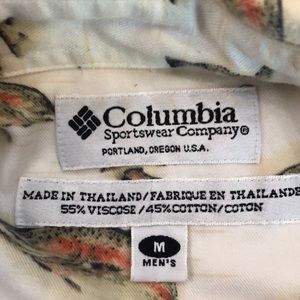 Columbia
Sportswear Company®
PORTLAND, OREGON U.S.A.
MADE IN THAILAND/FABRIQUE EN THAILANDE
55% VISCOSE/45% COTTON/COTON
M
MEN'S